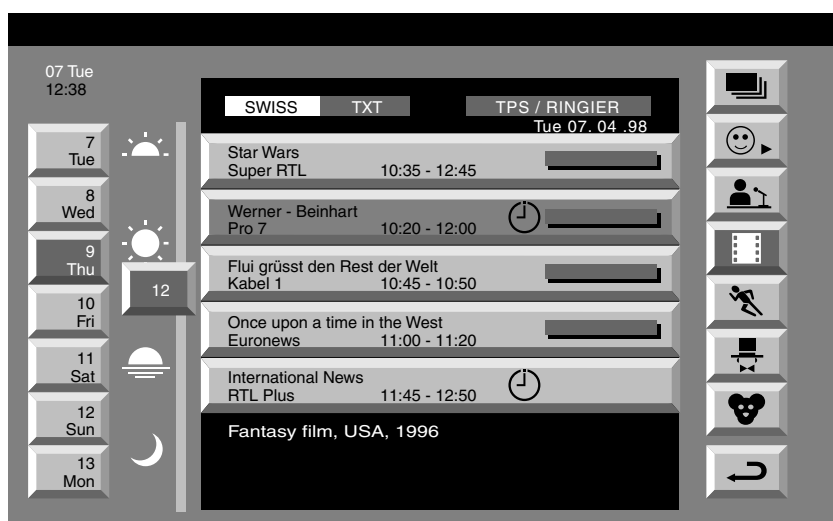 07 Tue
12:38
SWISS TXT TPS / RINGIER
Tue 07. 04 .98
7
Tue
8
Wed
9
Thu
10
Fri
11
Sat
12
Sun
13
Mon
12
Star Wars
Super RTL 10:35 - 12:45
Werner - Beinhart
Pro 7 10:20 - 12:00
Flui grüsst den Rest der Welt
Kabel 1 10:45 - 10:50
Once upon a time in the West
Euronews 11:00 - 11:20
International News
RTL Plus 11:45 - 12:50
Fantasy film, USA, 1996